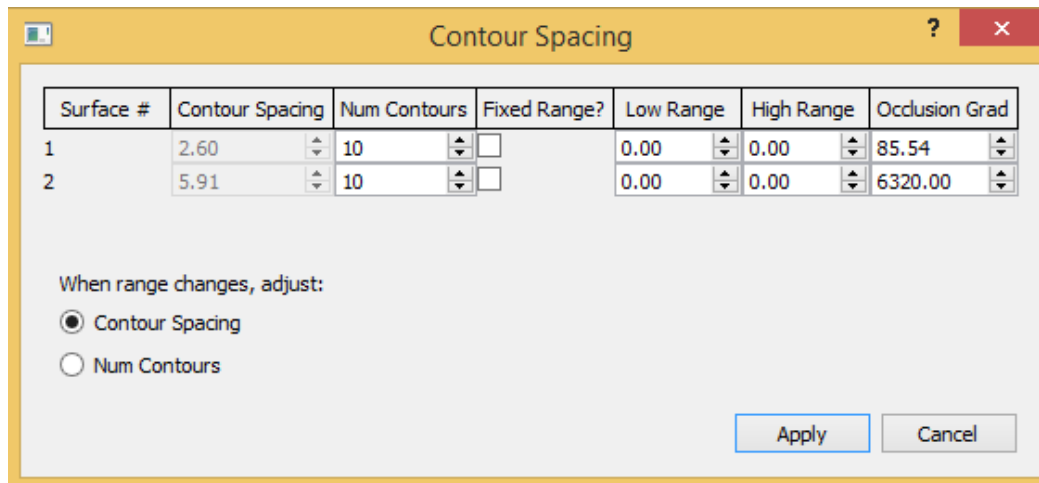 Contour Spacing
?
Surface # Contour Spacing Num Contours Fixed Range? Low Range High Range Occlusion Grad
1 2.60 10 0.00 0.00 85.54
2 5.91 10 0.00 0.00 6320.00
When range changes, adjust:
Contour Spacing
Num Contours
Apply Cancel